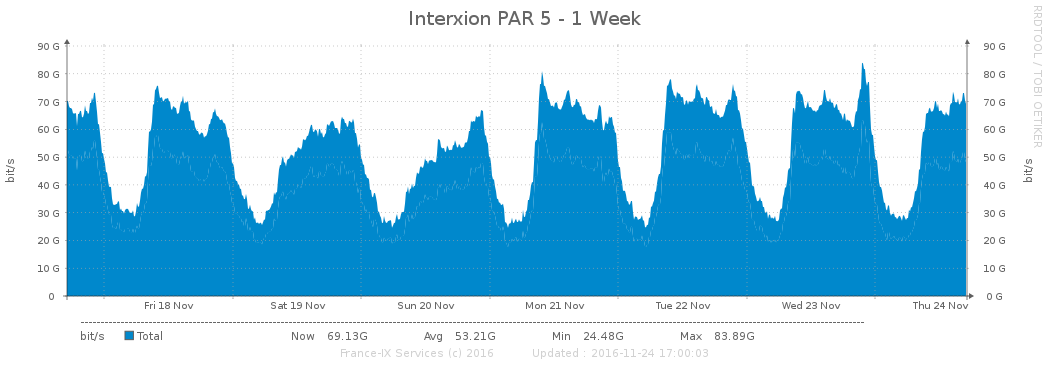 Interxion PAR 5 - 1 Week
RRDTOOL / TOBI OETIKER
bit/s
90 G 90 G
80 G 80 G
70 G 70 G
60 G 60 G
50 G 50 G
40 G 40 G
30 G 30 G
20 G 20 G
10 G 10 G
0 0 G
bit/s
Fri 18 Nov Sat 19 Nov Sun 20 Nov Mon 21 Nov Tue 22 Nov Wed 23 Nov Thu 24 Nov
bit/s Total Now 69.13G Avg 53.21G Min 24.48G Max 83.89G
France-IX Services (c) 2016 Updated : 2016-11-24 17:00:03